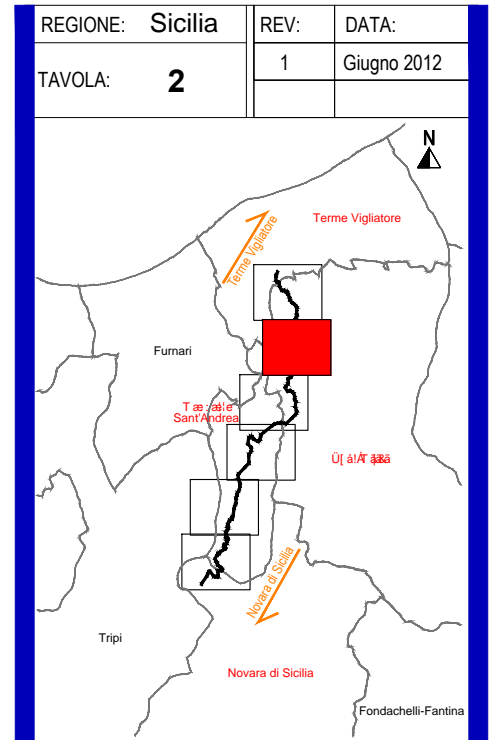 REGIONE: Sicilia
REV:
DATA:
TAVOLA: 2
1
Giugno 2012
N
Terme Vigliatore
Terme Vigliatore
Furnari
Sant'Andrea
Novara di Sicilia
Tripi
Novara di Sicilia
Fondachelli-Fantina